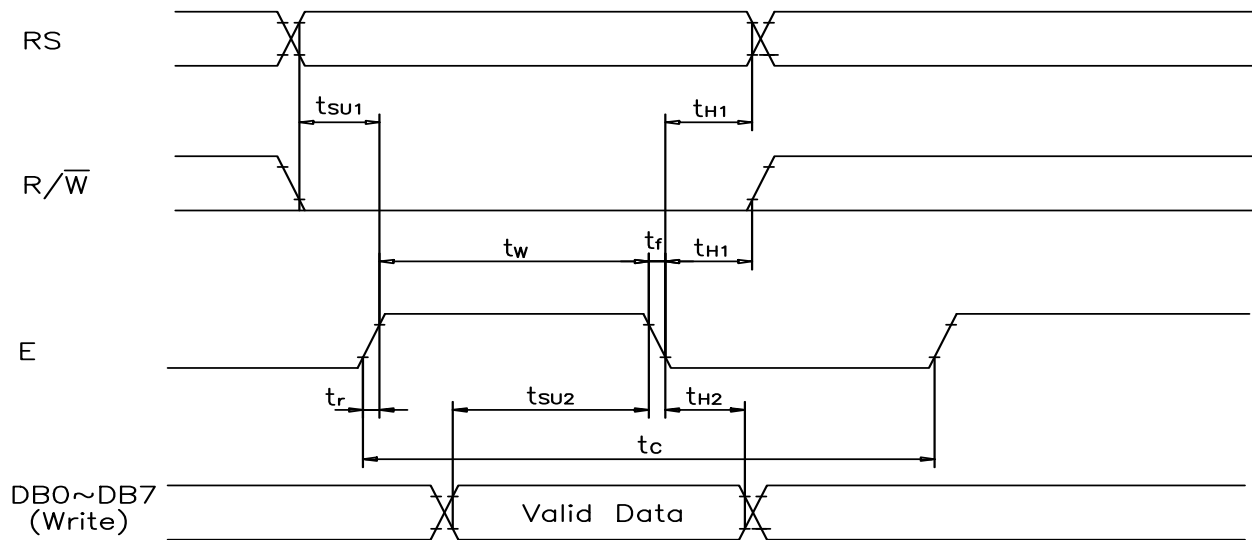 RS
tSU1
tH1
R/W̅
tW
tf
tH1
E
tr
tSU2
tH2
tC
DB0~DB7
(Write)
Valid Data